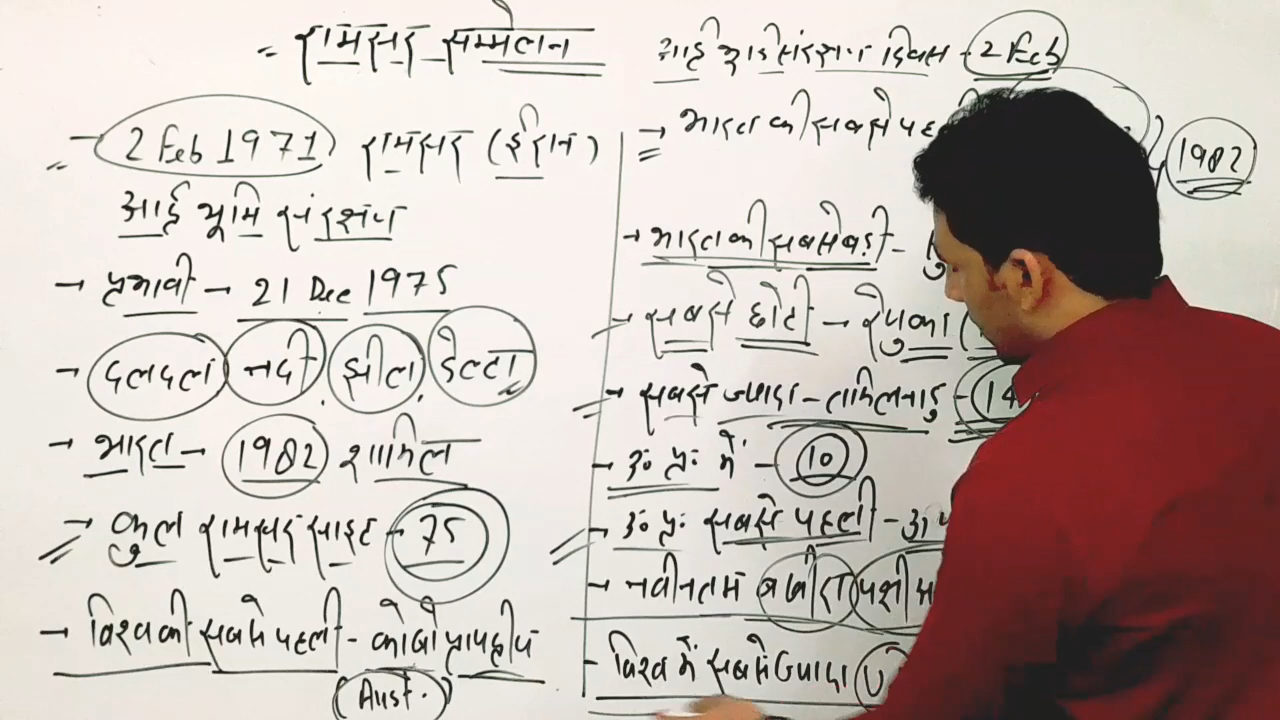 रामसर सम्मेलन
- 2 Feb 1971 रामसर (ईरान)
आर्द्र भूमि संरक्षण
→ प्रभावी → 21 Dec 1975
→ दलदल नदी, झील, डेल्टा
→ भारत → 1982 शामिल
→ कुल रामसर साइट - 75
→ विश्व की सबसे पहली - कोबोर्ग प्रायद्वीप
(Aust.)
आर्द्र भूमि संरक्षण दिवस - 2 Feb
→ भारत की सबसे
1982
→ भारत की सबसे बड़ी -
→ सबसे छोटी → रेणुका
→ सबसे ज्यादा - तामिलनाडु - 14
→ उ० प्र० में - 10
→ उ० प्र० सबसे पहली -
→ नवीनतम बखीरा पक्षी
- विश्व में सबसे ज्यादा